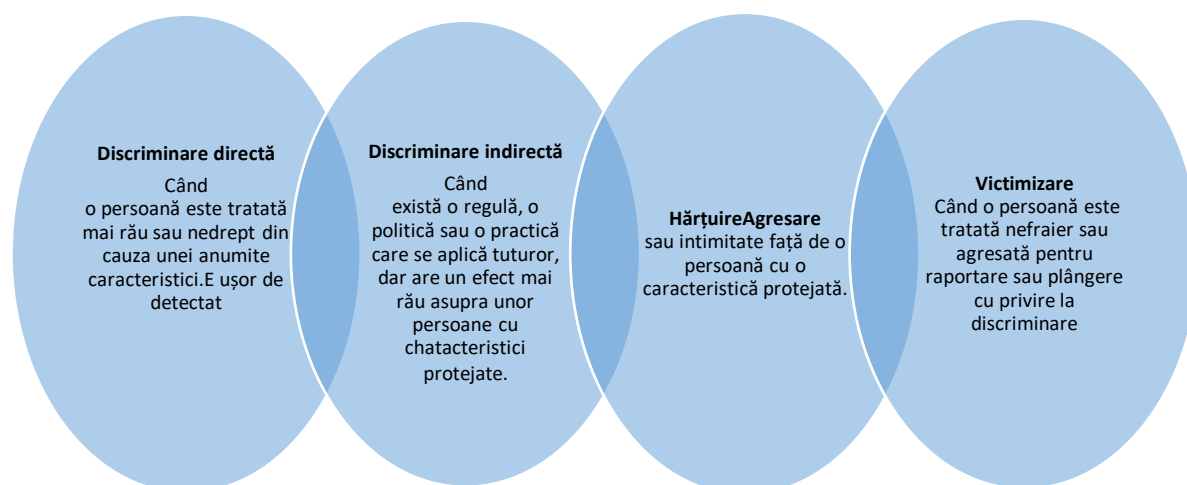 Discriminare directă
Când
o persoană este tratată
mai rău sau nedrept din
cauza unei anumite
caracteristici.E ușor de
detectat
Discriminare indirectă
Când
există o regulă, o
politică sau o practică
care se aplică tuturor,
dar are un efect mai
rău asupra unor
persoane cu
chatacteristici
protejate.
HărțuireAgresare
sau intimitate față de o
persoană cu o
caracteristică protejată.
Victimizare
Când o persoană este
tratată nefraier sau
agresată pentru
raportare sau plângere
cu privire la
discriminare